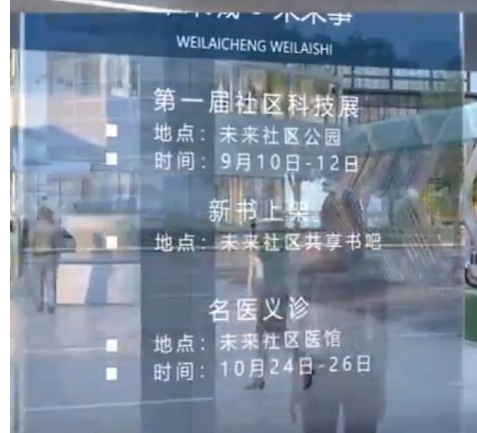 WEILAICHENG WEILAISHI
第一届社区科技展
地点：未来社区公园
时间：9月10日-12日
新书上架
地点：未来社区共享书吧
名医义诊
地点：未来社区医馆
时间：10月24日-26日